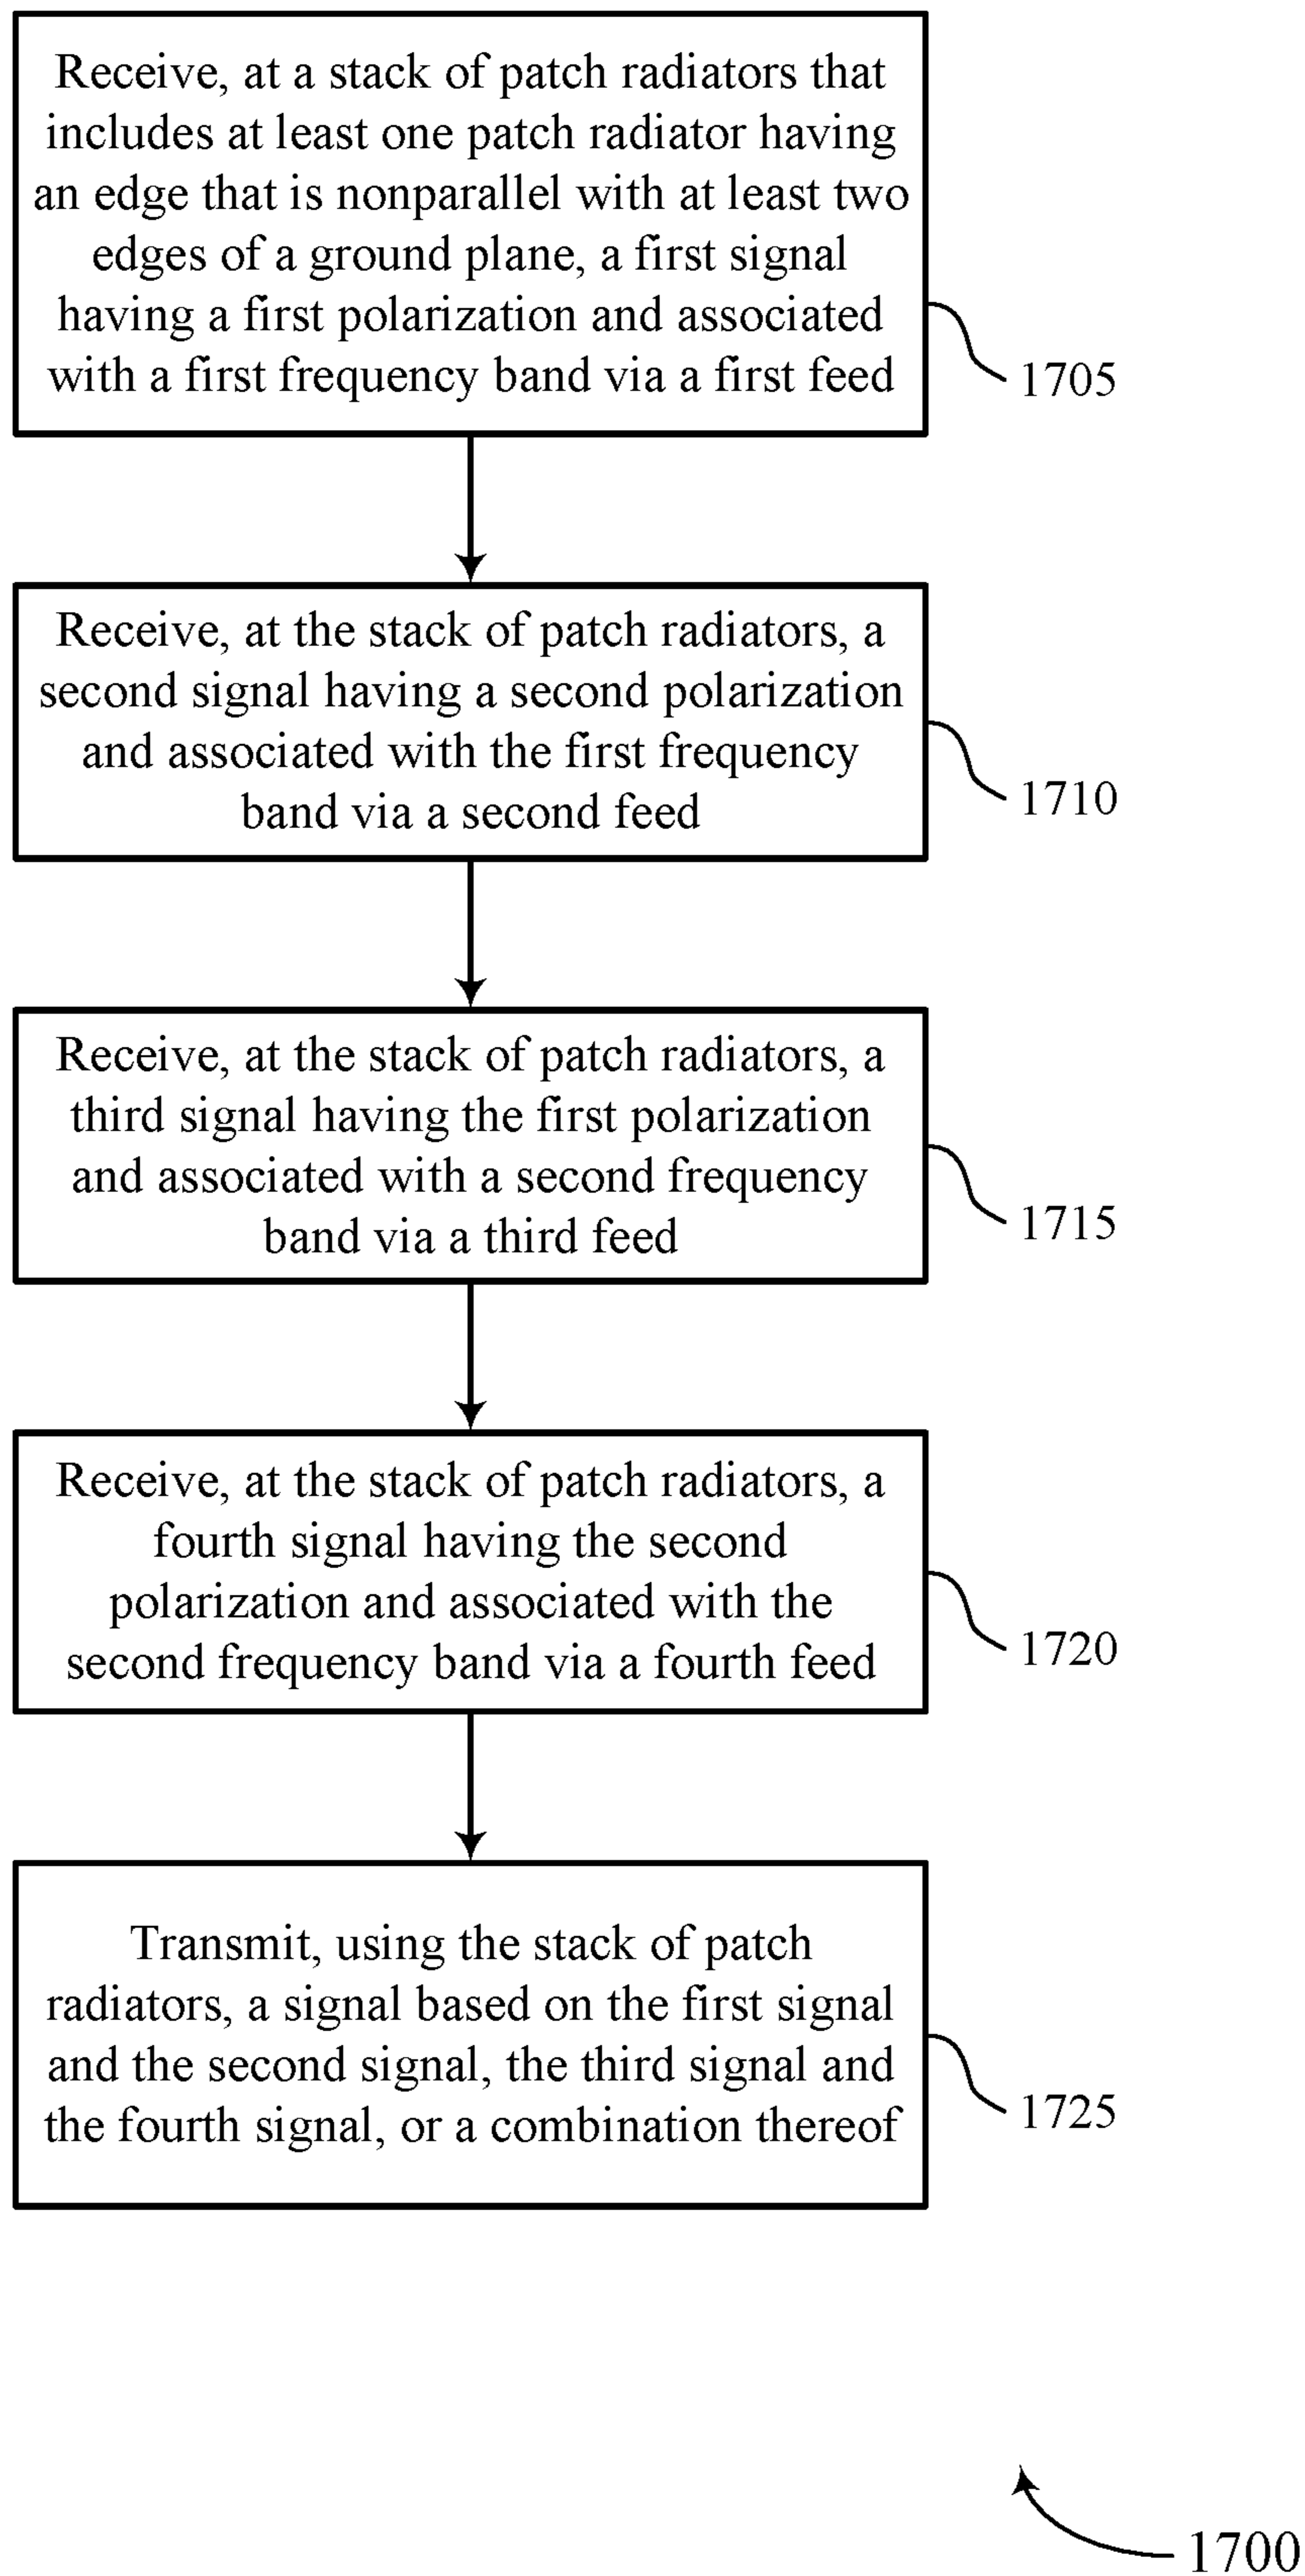 Receive, at a stack of patch radiators that
includes at least one patch radiator having
an edge that is nonparallel with at least two
edges of a ground plane, a first signal
having a first polarization and associated
with a first frequency band via a first feed
1705
Receive, at the stack of patch radiators, a
second signal having a second polarization
and associated with the first frequency
band via a second feed
1710
Receive, at the stack of patch radiators, a
third signal having the first polarization
and associated with a second frequency
band via a third feed
1715
Receive, at the stack of patch radiators, a
fourth signal having the second
polarization and associated with the
second frequency band via a fourth feed
1720
Transmit, using the stack of patch
radiators, a signal based on the first signal
and the second signal, the third signal and
the fourth signal, or a combination thereof
1725
1700